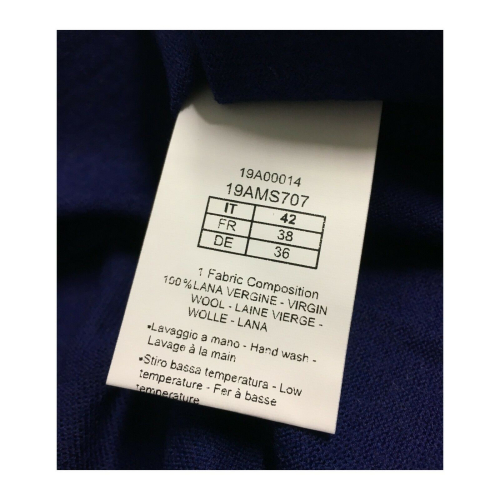 19A00014
19AMS707
IT 42
FR 38
DE 36
1 Fabric Composition
100%LANA VERGINE - VIRGIN
WOOL - LAINE VIERGE -
WOLLE - LANA
•Lavaggio a mano - Hand wash -
Lavage à la main
•Stiro bassa temperatura - Low
temperature - Fer à basse
temperature